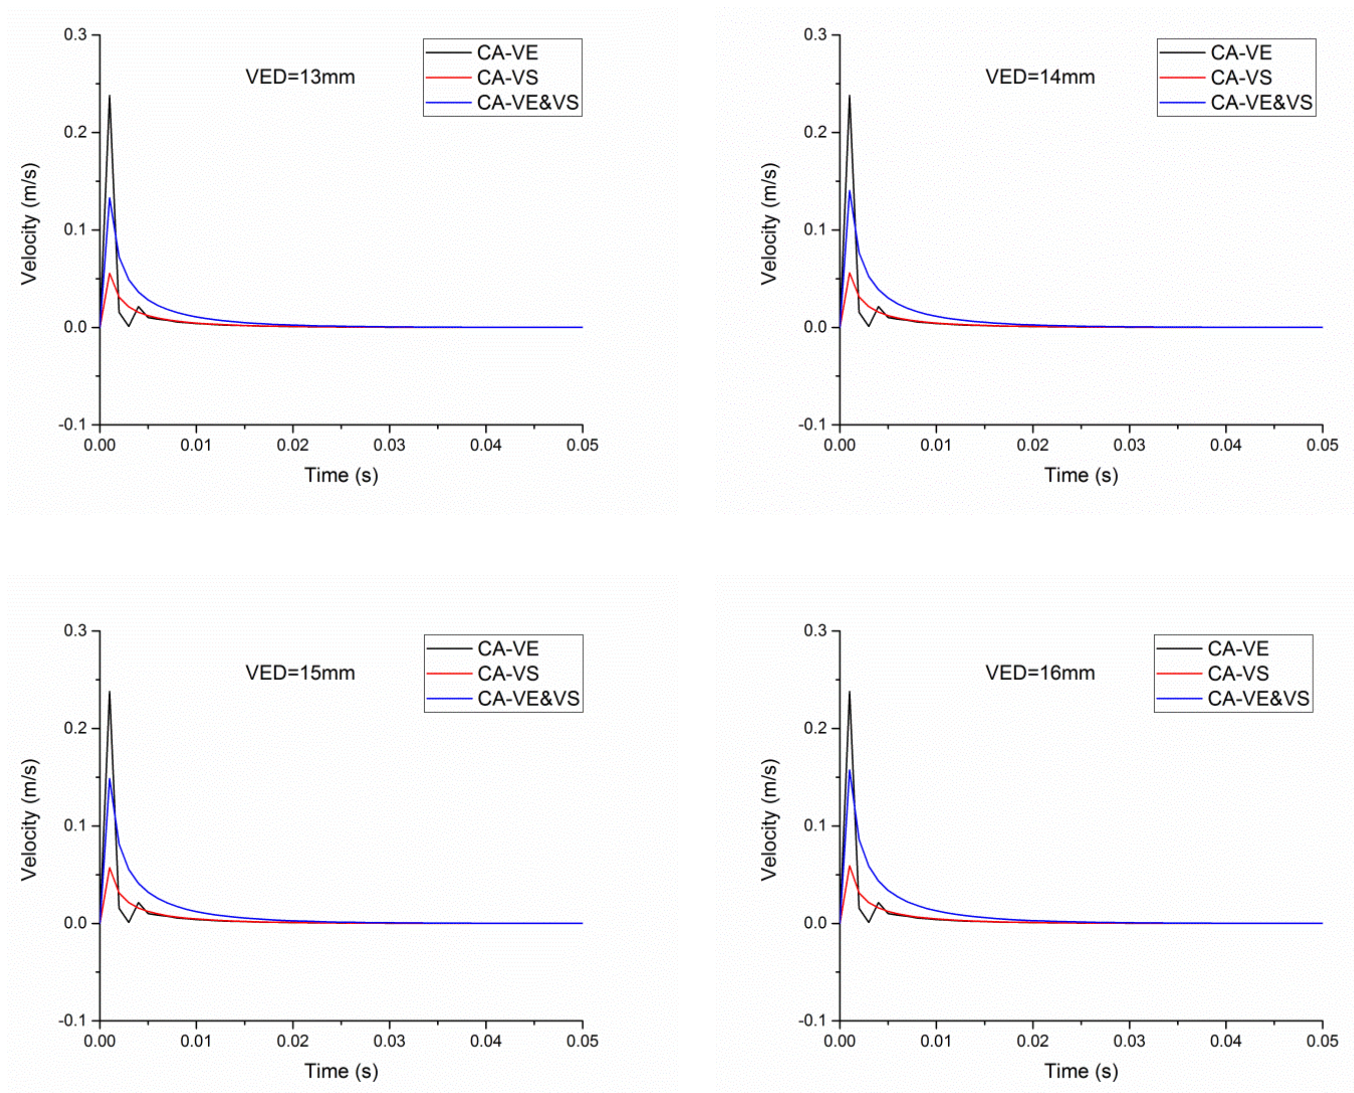 0.3
VED=13mm
CA-VE
CA-VS
CA-VE&VS
0.2
0.1
0.0
-0.1
Velocity (m/s)
0.00 0.01 0.02 0.03 0.04 0.05
Time (s)
0.3
VED=14mm
CA-VE
CA-VS
CA-VE&VS
0.2
0.1
0.0
-0.1
Velocity (m/s)
0.00 0.01 0.02 0.03 0.04 0.05
Time (s)
0.3
VED=15mm
CA-VE
CA-VS
CA-VE&VS
0.2
0.1
0.0
-0.1
Velocity (m/s)
0.00 0.01 0.02 0.03 0.04 0.05
Time (s)
0.3
VED=16mm
CA-VE
CA-VS
CA-VE&VS
0.2
0.1
0.0
-0.1
Velocity (m/s)
0.00 0.01 0.02 0.03 0.04 0.05
Time (s)